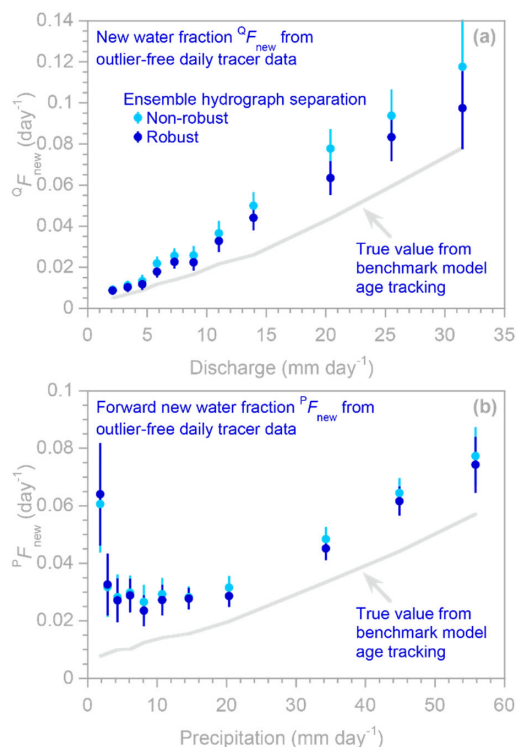 0.14
0.12
0.1
0.08
0.06
0.04
0.02
0
New water fraction QFnew from
outlier-free daily tracer data
(a)
Ensemble hydrograph separation
Non-robust
Robust
True value from
benchmark model
age tracking
QFnew (day-1)
0 5 10 15 20 25 30 35
Discharge (mm day-1)
0.1
0.08
0.06
0.04
0.02
0
Forward new water fraction PFnew from
outlier-free daily tracer data
(b)
True value from
benchmark model
age tracking
PFnew (day-1)
0 10 20 30 40 50 60
Precipitation (mm day-1)